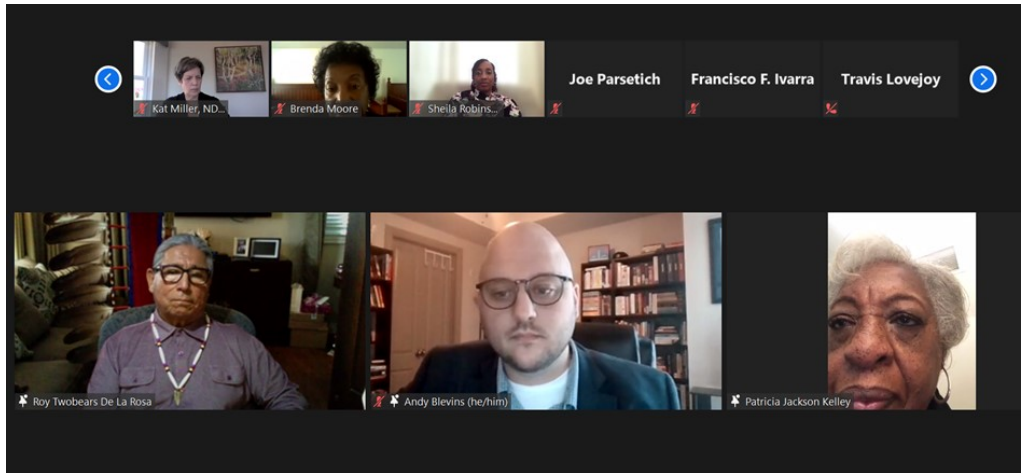 Kat Miller, ND...
Brenda Moore
Sheila Robins...
Joe Parsetich
Francisco F. Ivarra
Travis Lovejoy
Roy Twobears De La Rosa
Andy Blevins (he/him)
Patricia Jackson Kelley